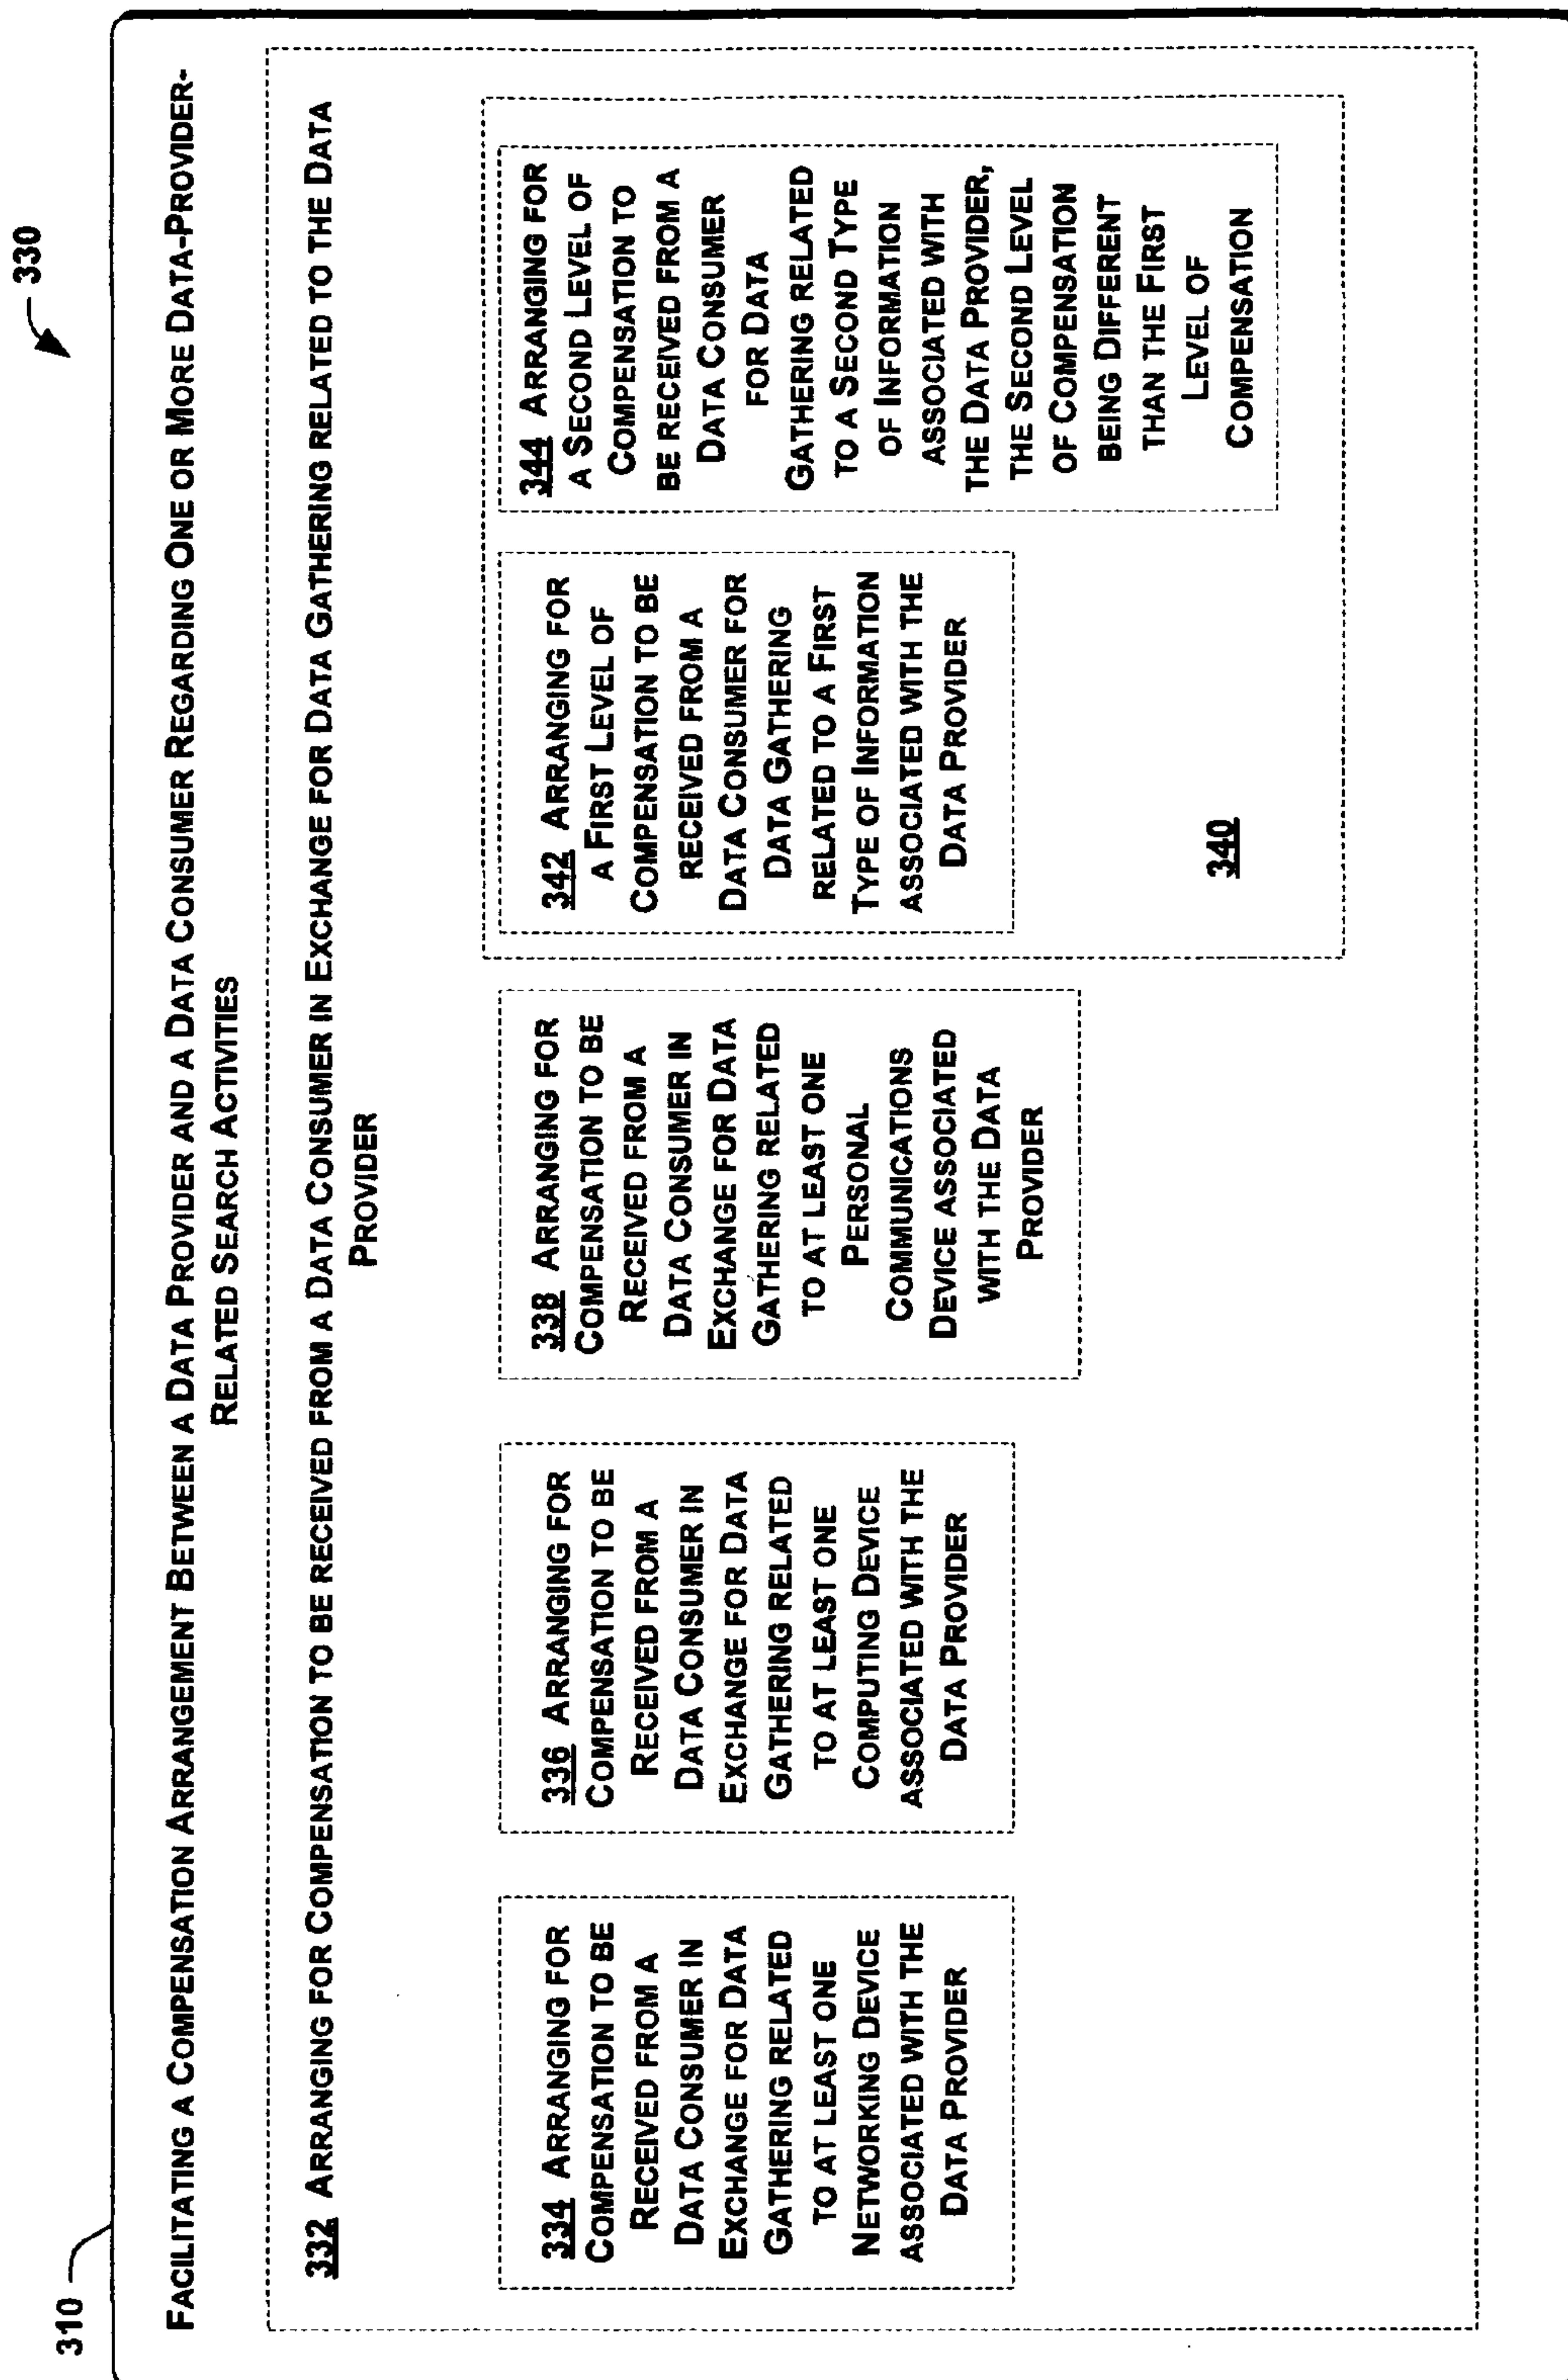 330
310
FACILITATING A COMPENSATION ARRANGEMENT BETWEEN A DATA PROVIDER AND A DATA CONSUMER REGARDING ONE OR MORE DATA-PROVIDER-
RELATED SEARCH ACTIVITIES
332 ARRANGING FOR COMPENSATION TO BE RECEIVED FROM A DATA CONSUMER IN EXCHANGE FOR DATA GATHERING RELATED TO THE DATA
PROVIDER
334 ARRANGING FOR
COMPENSATION TO BE
RECEIVED FROM A
DATA CONSUMER IN
EXCHANGE FOR DATA
GATHERING RELATED
TO AT LEAST ONE
NETWORKING DEVICE
ASSOCIATED WITH THE
DATA PROVIDER
336 ARRANGING FOR
COMPENSATION TO BE
RECEIVED FROM A
DATA CONSUMER IN
EXCHANGE FOR DATA
GATHERING RELATED
TO AT LEAST ONE
COMPUTING DEVICE
ASSOCIATED WITH THE
DATA PROVIDER
338 ARRANGING FOR
COMPENSATION TO BE
RECEIVED FROM A
DATA CONSUMER IN
EXCHANGE FOR DATA
GATHERING RELATED
TO AT LEAST ONE
PERSONAL
COMMUNICATIONS
DEVICE ASSOCIATED
WITH THE DATA
PROVIDER
342 ARRANGING FOR
A FIRST LEVEL OF
COMPENSATION TO BE
RECEIVED FROM A
DATA CONSUMER FOR
DATA GATHERING
RELATED TO A FIRST
TYPE OF INFORMATION
ASSOCIATED WITH THE
DATA PROVIDER
344 ARRANGING FOR
A SECOND LEVEL OF
COMPENSATION TO
BE RECEIVED FROM A
DATA CONSUMER
FOR DATA
GATHERING RELATED
TO A SECOND TYPE
OF INFORMATION
ASSOCIATED WITH
THE DATA PROVIDER,
THE SECOND LEVEL
OF COMPENSATION
BEING DIFFERENT
THAN THE FIRST
LEVEL OF
COMPENSATION
340